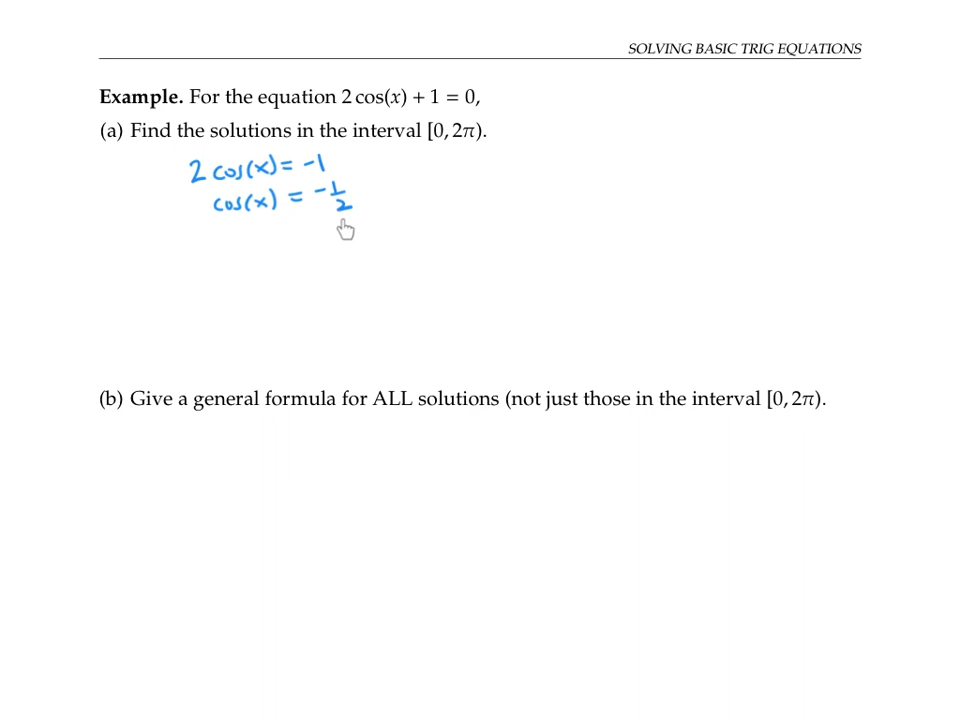 SOLVING BASIC TRIG EQUATIONS
Example. For the equation 2 cos(x) + 1 = 0,
(a) Find the solutions in the interval [0, 2π).
2 cos(x) = -1
cos(x) = -1/2
(b) Give a general formula for ALL solutions (not just those in the interval [0, 2π).